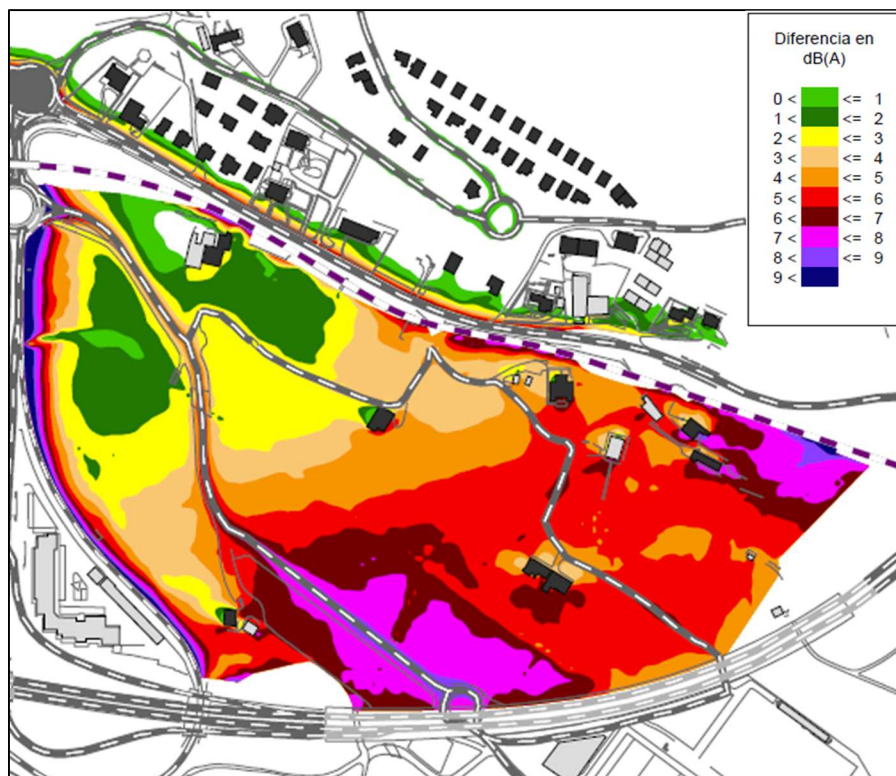 Diferencia en
dB(A)
0 < <= 1
1 < <= 2
2 < <= 3
3 < <= 4
4 < <= 5
5 < <= 6
6 < <= 7
7 < <= 8
8 < <= 9
9 <